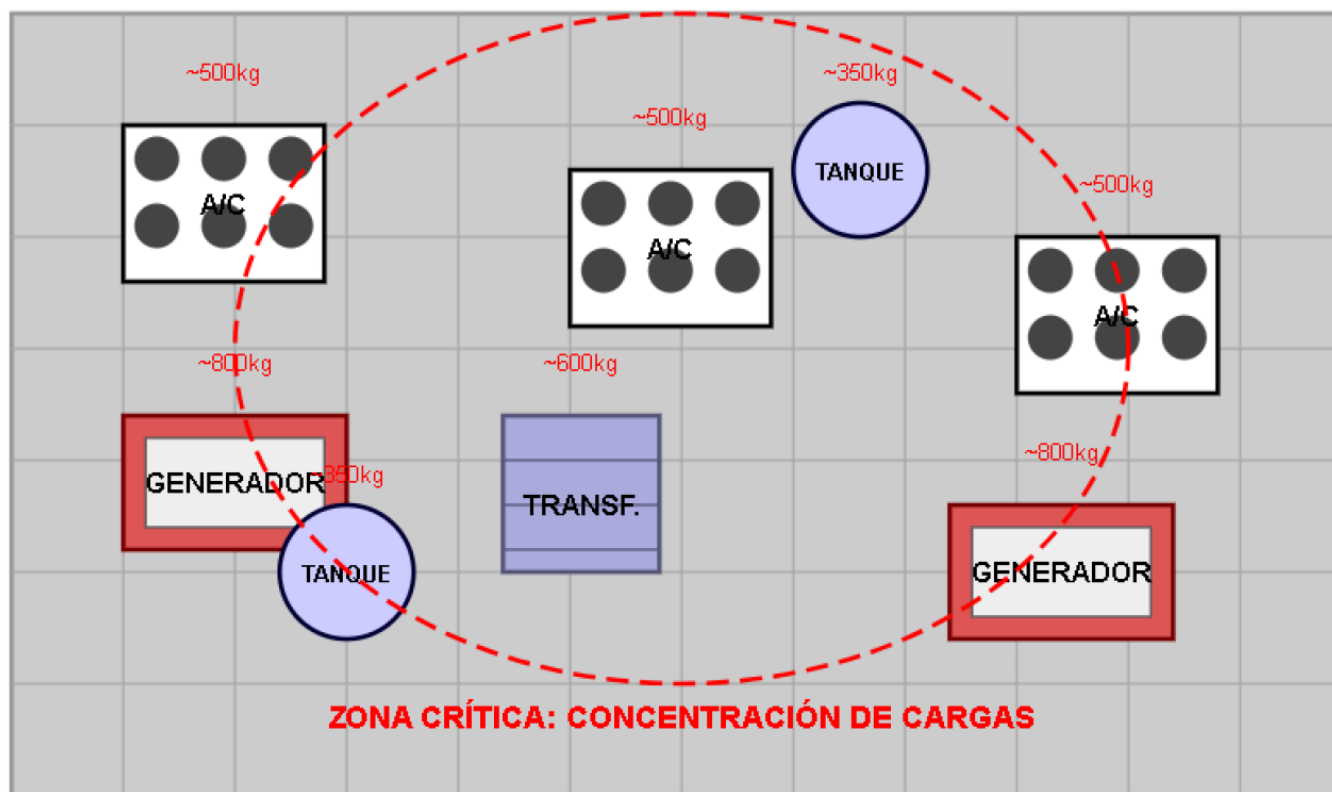 ~500kg
~350kg
~500kg
TANQUE
~500kg
A/C
A/C
A/C
~800kg
~600kg
~800kg
~350kg
GENERADOR
TRANSF.
TANQUE
GENERADOR
ZONA CRÍTICA: CONCENTRACIÓN DE CARGAS